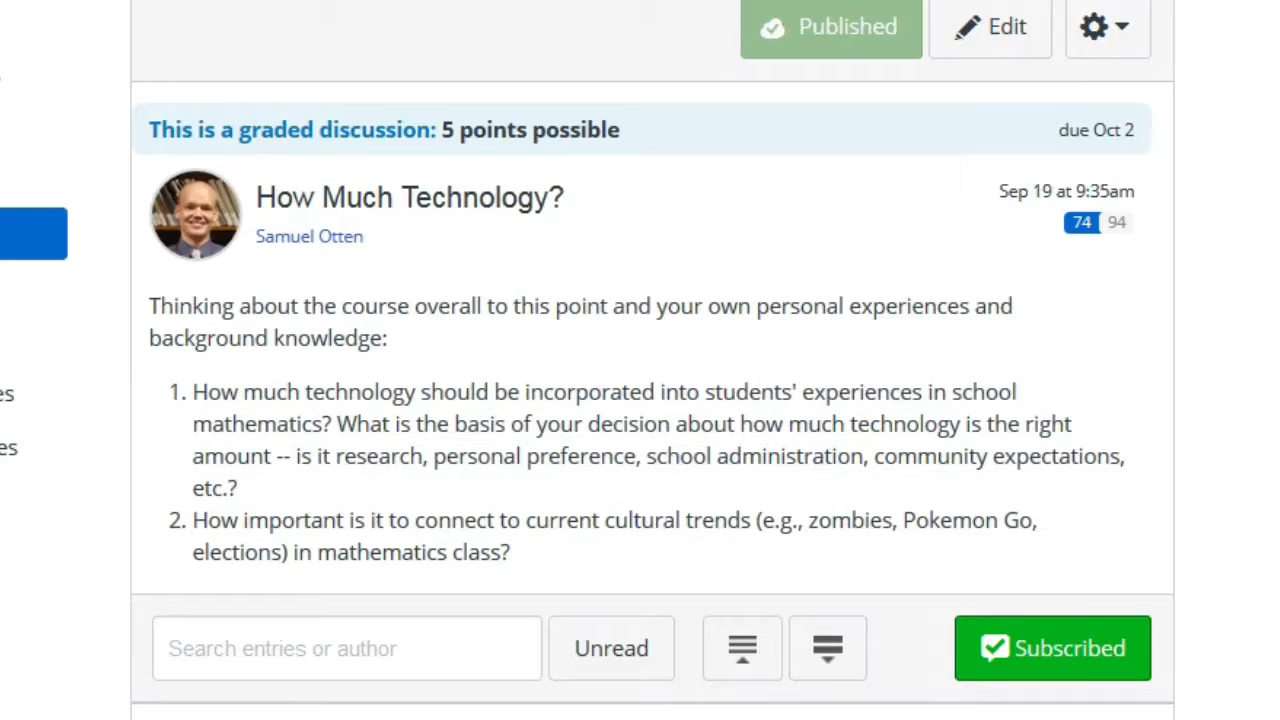 Published
Edit
This is a graded discussion: 5 points possible
due Oct 2
How Much Technology?
Sep 19 at 9:35am
Samuel Otten
74 94
Thinking about the course overall to this point and your own personal experiences and
background knowledge:
1. How much technology should be incorporated into students' experiences in school
mathematics? What is the basis of your decision about how much technology is the right
amount -- is it research, personal preference, school administration, community expectations,
etc.?
2. How important is it to connect to current cultural trends (e.g., zombies, Pokemon Go,
elections) in mathematics class?
es
es
Search entries or author
Unread
Subscribed